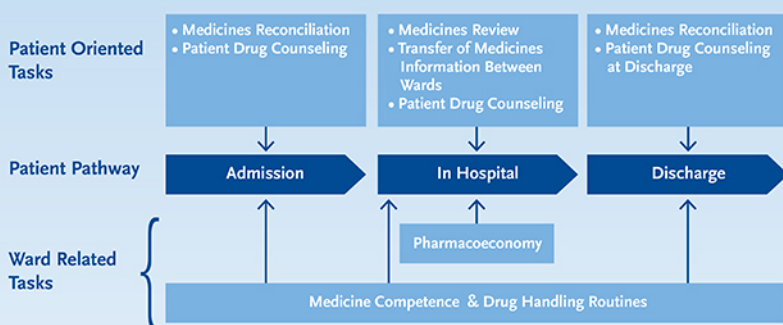 Patient Oriented
Tasks
• Medicines Reconciliation
• Patient Drug Counseling
• Medicines Review
• Transfer of Medicines
Information Between
Wards
• Patient Drug Counseling
• Medicines Reconciliation
• Patient Drug Counseling
at Discharge
Patient Pathway
Admission
In Hospital
Discharge
Ward Related
Tasks
Pharmacoeconomy
Medicine Competence & Drug Handling Routines